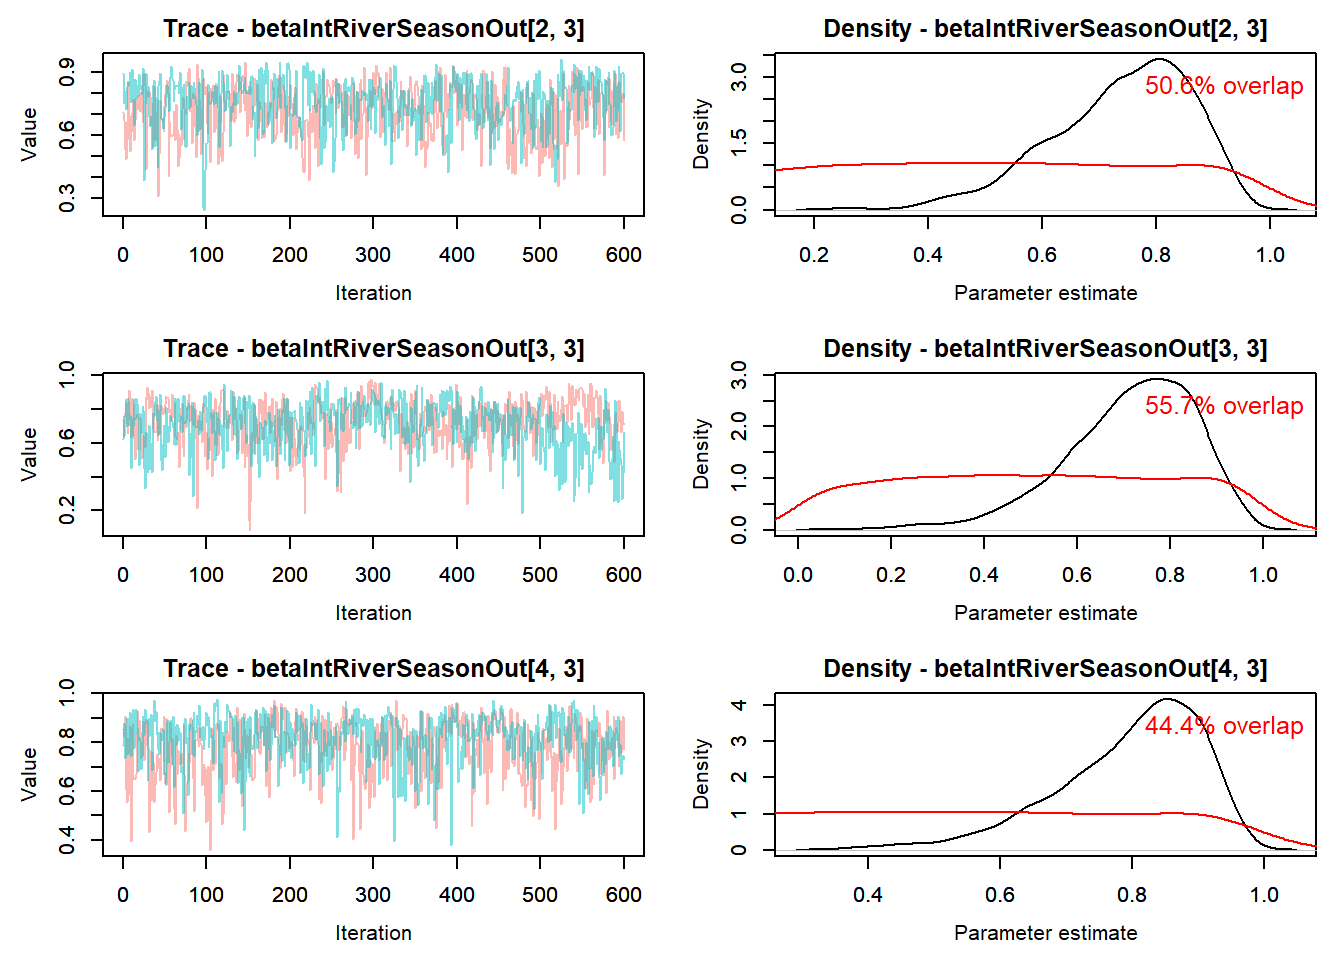 Trace - betaIntRiverSeasonOut[2, 3]
Value
0.3 0.6 0.9
0 100 200 300 400 500 600
Iteration
Density - betaIntRiverSeasonOut[2, 3]
Density
0.0 1.5 3.0
50.6% overlap
0.2 0.4 0.6 0.8 1.0
Parameter estimate
Trace - betaIntRiverSeasonOut[3, 3]
Value
0.2 0.6 1.0
0 100 200 300 400 500 600
Iteration
Density - betaIntRiverSeasonOut[3, 3]
Density
0.0 1.0 2.0 3.0
55.7% overlap
0.0 0.2 0.4 0.6 0.8 1.0
Parameter estimate
Trace - betaIntRiverSeasonOut[4, 3]
Value
0.4 0.6 0.8 1.0
0 100 200 300 400 500 600
Iteration
Density - betaIntRiverSeasonOut[4, 3]
Density
0 1 2 3 4
44.4% overlap
0.4 0.6 0.8 1.0
Parameter estimate